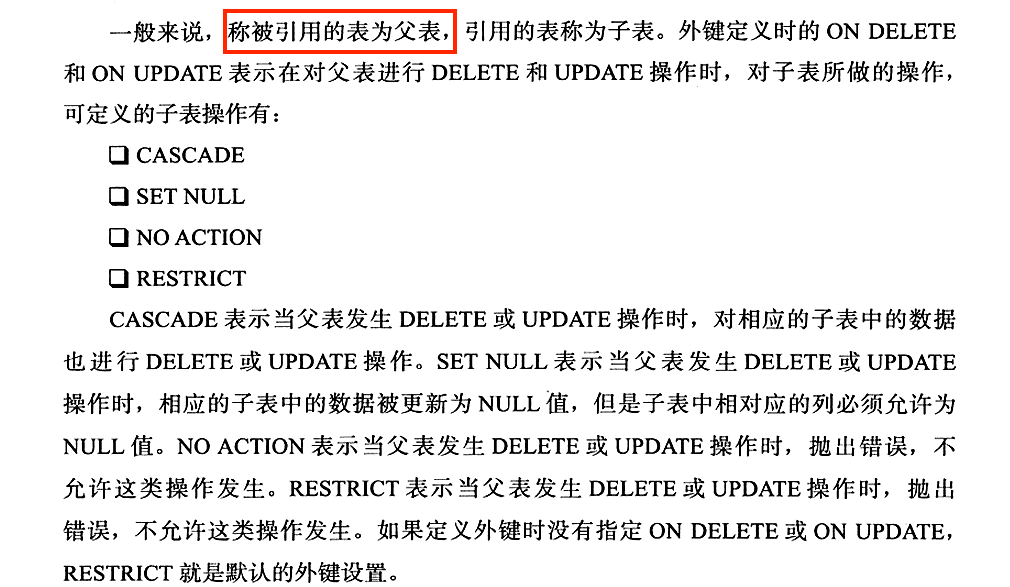 一般来说，称被引用的表为父表，引用的表称为子表。外键定义时的 ON DELETE
和 ON UPDATE 表示在对父表进行 DELETE 和 UPDATE 操作时，对子表所做的操作，
可定义的子表操作有：
❑ CASCADE
❑ SET NULL
❑ NO ACTION
❑ RESTRICT
CASCADE 表示当父表发生 DELETE 或 UPDATE 操作时，对相应的子表中的数据
也进行 DELETE 或 UPDATE 操作。SET NULL 表示当父表发生 DELETE 或 UPDATE
操作时，相应的子表中的数据被更新为 NULL 值，但是子表中相对应的列必须允许为
NULL 值。NO ACTION 表示当父表发生 DELETE 或 UPDATE 操作时，抛出错误，不
允许这类操作发生。RESTRICT 表示当父表发生 DELETE 或 UPDATE 操作时，抛出
错误，不允许这类操作发生。如果定义外键时没有指定 ON DELETE 或 ON UPDATE，
RESTRICT 就是默认的外键设置。